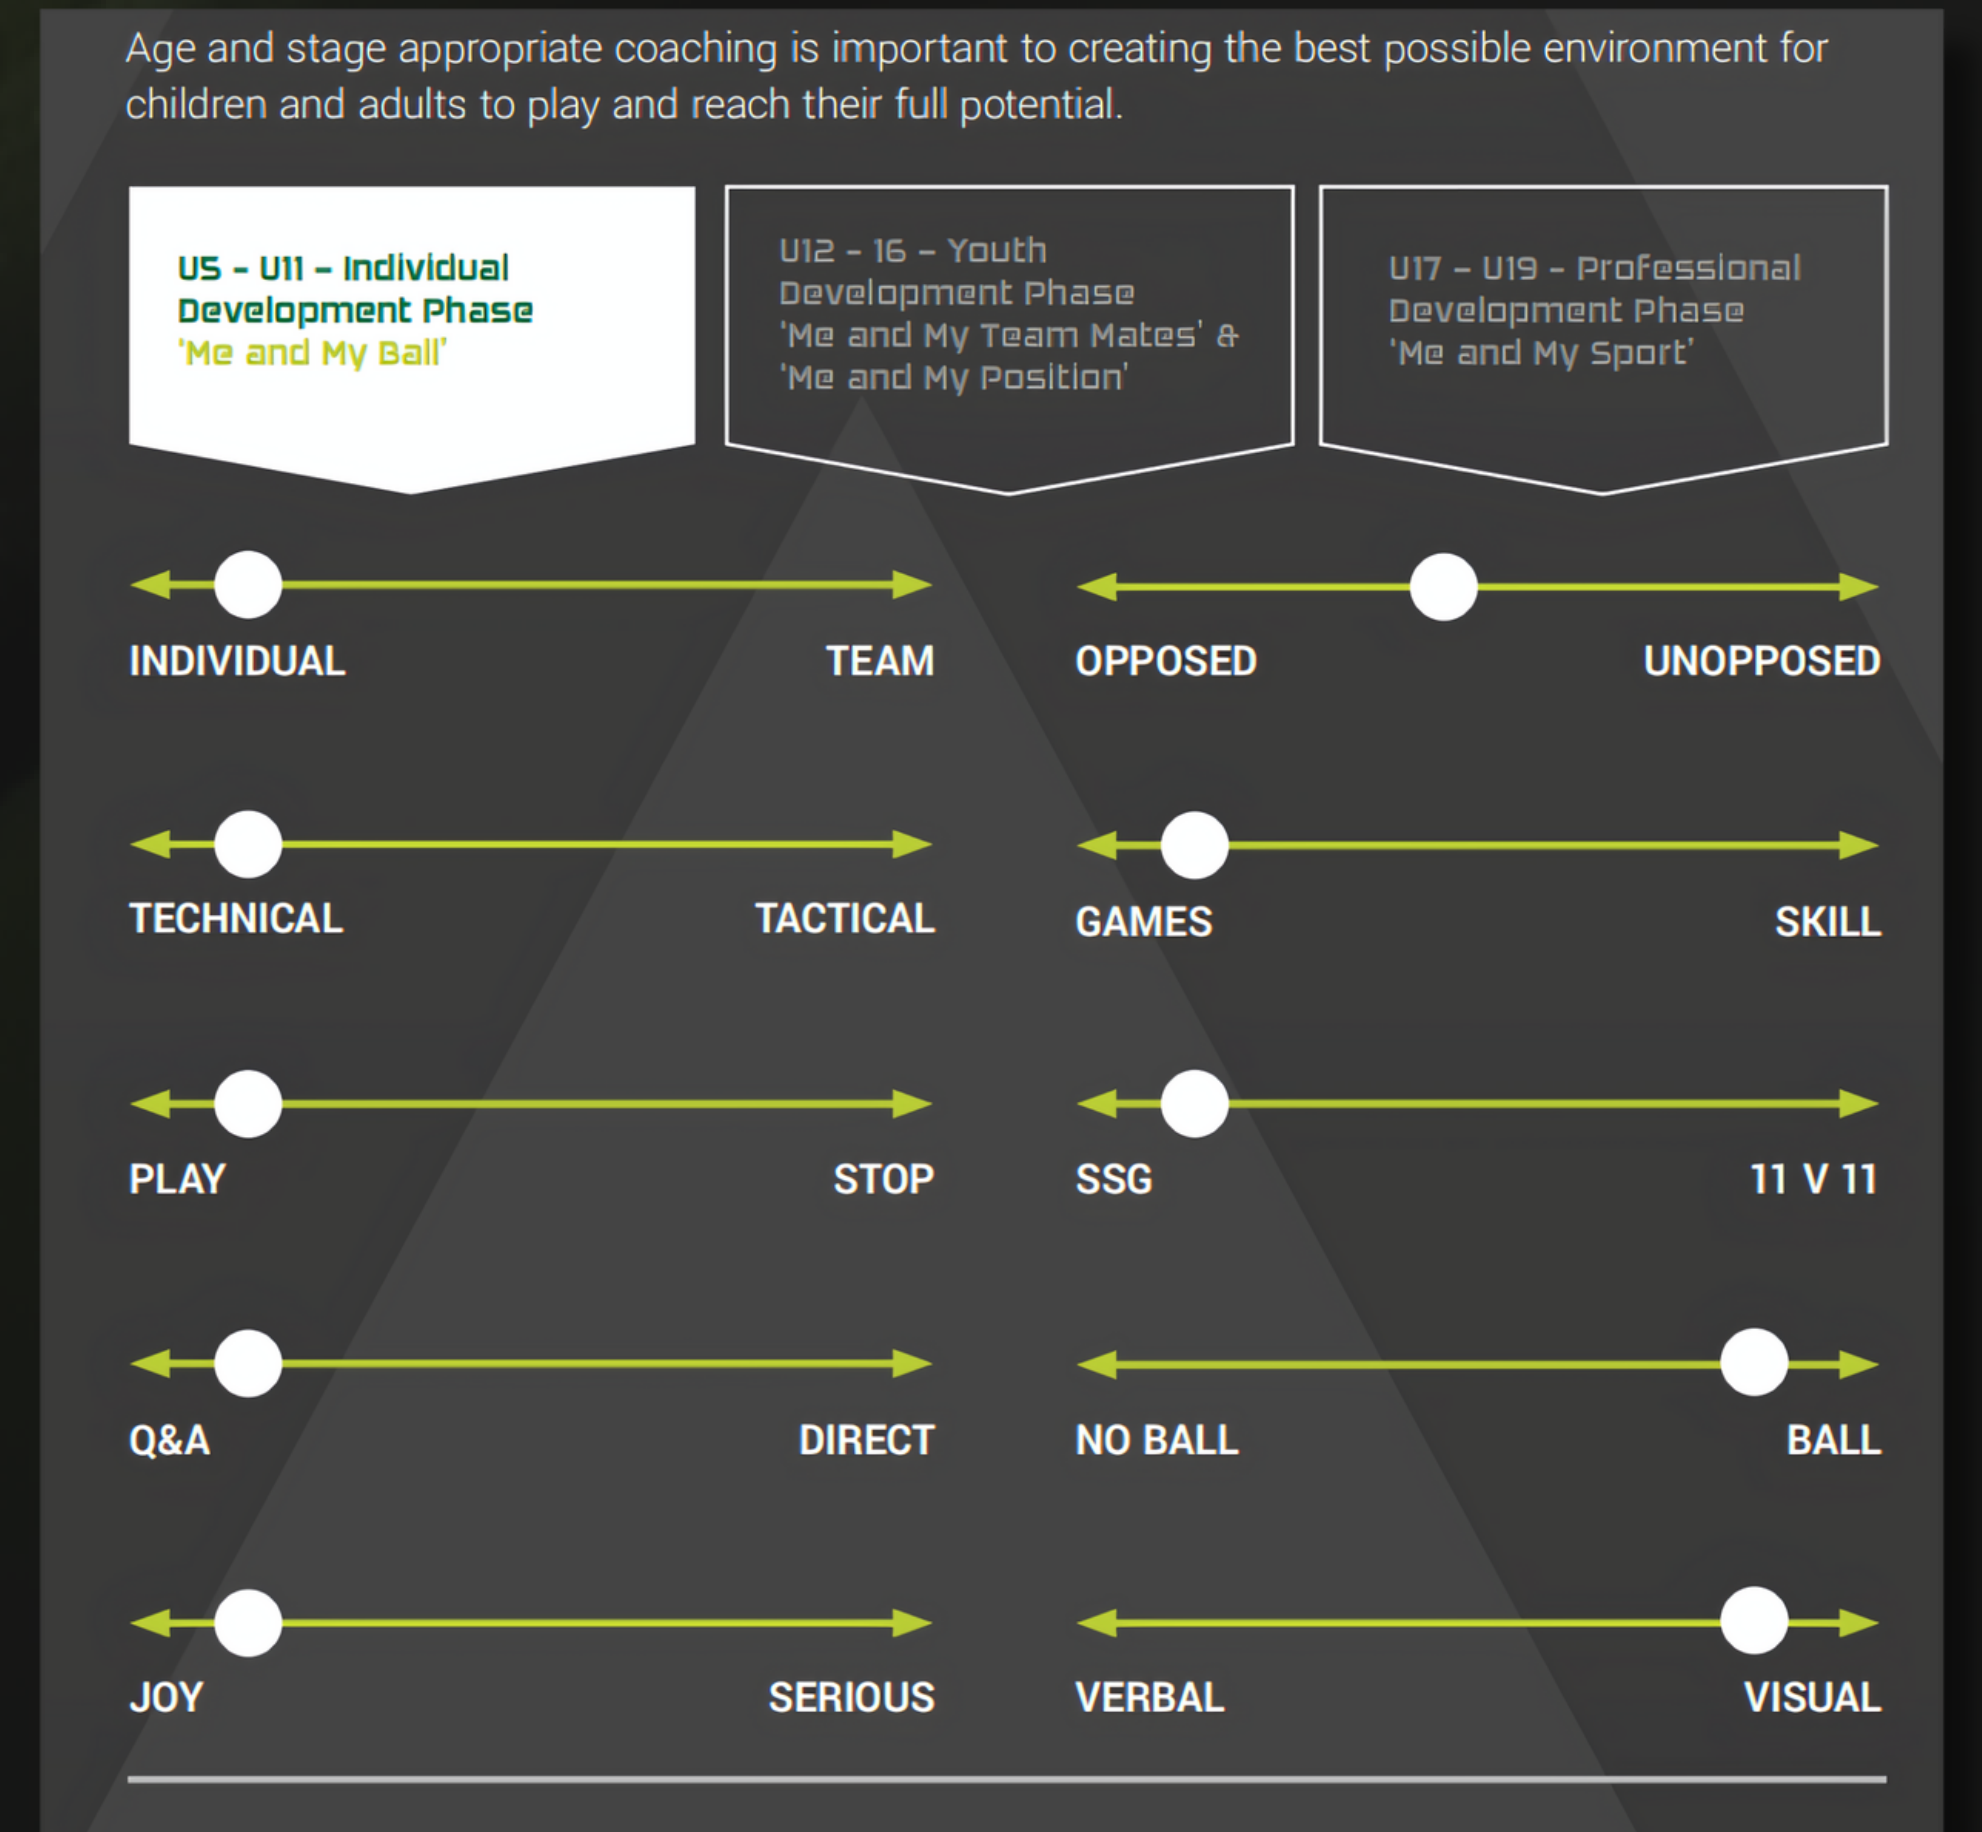 Age and stage appropriate coaching is important to creating the best possible environment for
children and adults to play and reach their full potential.
U5 - U11 - Individual
Development Phase
'Me and My Ball'
U12 - 16 - Youth
Development Phase
'Me and My Team Mates' &
'Me and My Position'
U17 - U19 - Professional
Development Phase
'Me and My Sport'
INDIVIDUAL TEAM
OPPOSED UNOPPOSED
TECHNICAL TACTICAL
GAMES SKILL
PLAY STOP
SSG 11 V 11
Q&A DIRECT
NO BALL BALL
JOY SERIOUS
VERBAL VISUAL